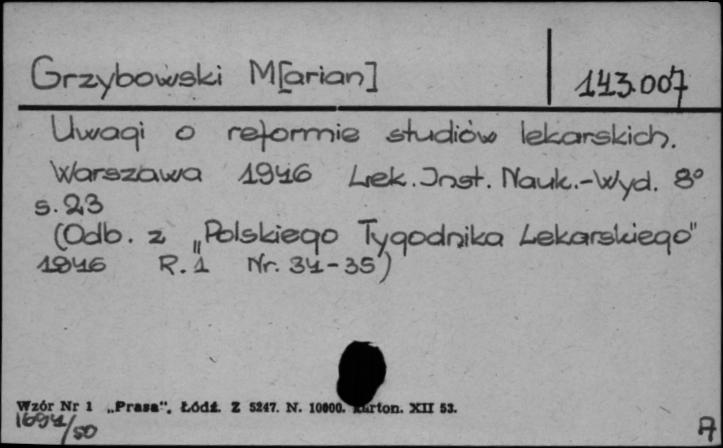 Grzybowski M[arian]
143.007
Uwagi o reformie studiów lekarskich.
Warszawa 1946 Lek. Inst. Nauk.-Wyd. 8°
s. 23
(Odb. z „Polskiego Tygodnika Lekarskiego"
1946 R. 1 Nr. 34-35)
Wzór Nr 1 „Prasa", Łódź. Z 5247. N. 10000. karton. XII 53.
1694/50
A